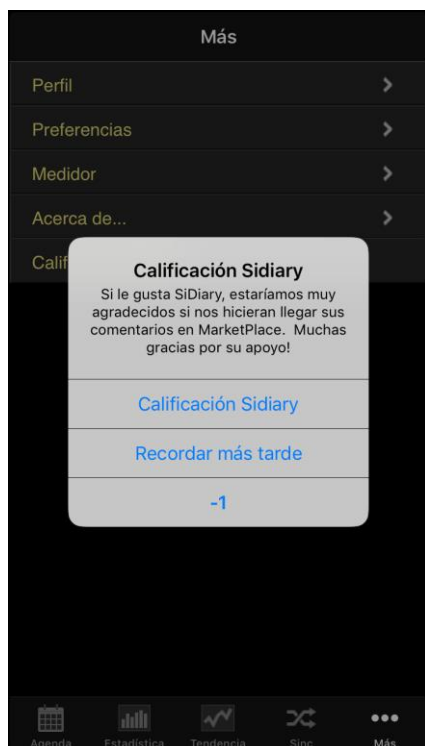 Más
Perfil
Preferencias
Medidor
Acerca de...
Calif
Calificación Sidiary
Si le gusta SiDiary, estaríamos muy
agradecidos si nos hicieran llegar sus
comentarios en MarketPlace. Muchas
gracias por su apoyo!
Calificación Sidiary
Recordar más tarde
-1
Agenda Estadística Tendencia Sinc Más